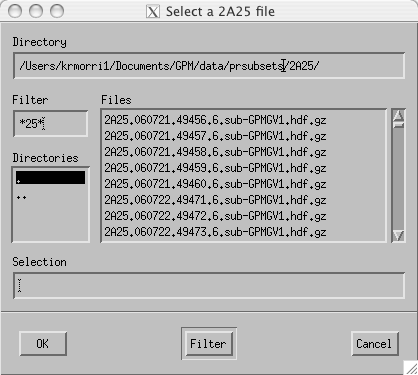 Select a 2A25 file
Directory
/Users/krmorri1/Documents/GPM/data/prsubsets/2A25/
Filter
*25*
Files
2A25.060721.49456.6.sub-GPMGV1.hdf.gz
2A25.060721.49457.6.sub-GPMGV1.hdf.gz
2A25.060721.49458.6.sub-GPMGV1.hdf.gz
2A25.060721.49459.6.sub-GPMGV1.hdf.gz
2A25.060721.49460.6.sub-GPMGV1.hdf.gz
2A25.060722.49471.6.sub-GPMGV1.hdf.gz
2A25.060722.49472.6.sub-GPMGV1.hdf.gz
2A25.060722.49473.6.sub-GPMGV1.hdf.gz
Directories
.
..
Selection
OK
Filter
Cancel